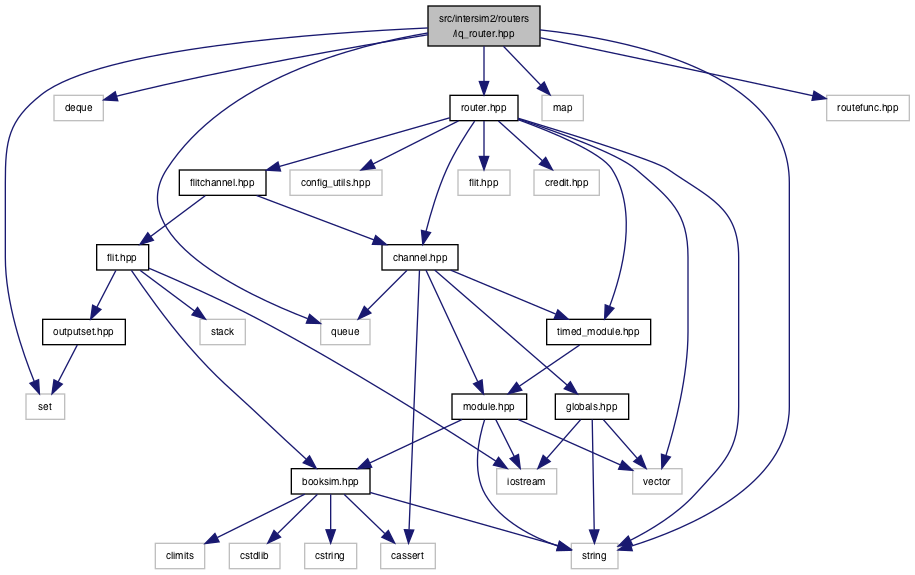 src/intersim2/routers
/iq_router.hpp
deque
router.hpp
map
routefunc.hpp
flitchannel.hpp
config_utils.hpp
flit.hpp
credit.hpp
flit.hpp
channel.hpp
outputset.hpp
stack
queue
timed_module.hpp
set
module.hpp
globals.hpp
booksim.hpp
iostream
vector
climits
cstdlib
cstring
cassert
string